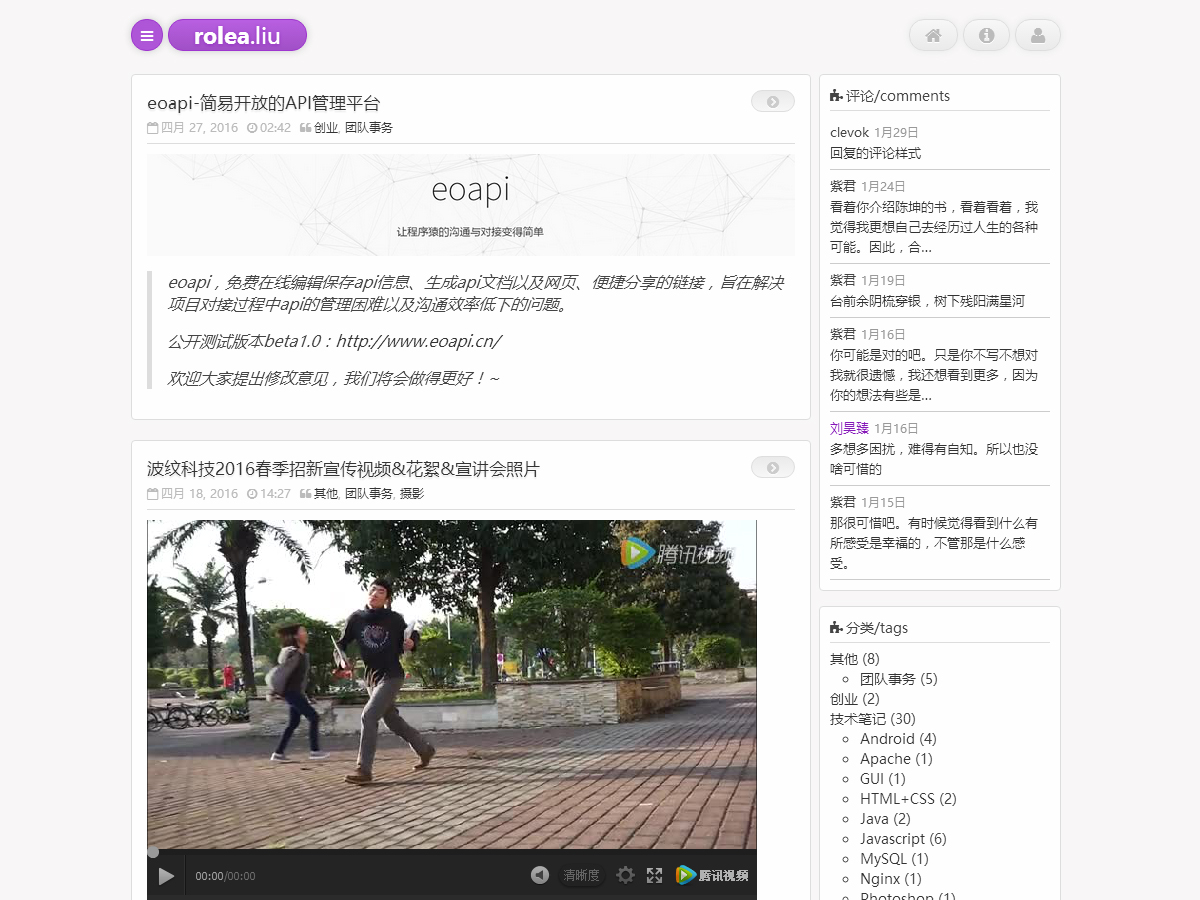 rolea.liu
eoapi-简易开放的API管理平台
四月 27, 2016 02:42 创业, 团队事务
eoapi
让程序猿的沟通与对接变得简单
eoapi，免费在线编辑保存api信息、生成api文档以及网页、便捷分享的链接，旨在解决
项目对接过程中api的管理困难以及沟通效率低下的问题。
公开测试版本beta1.0：http://www.eoapi.cn/
欢迎大家提出修改意见，我们将会做得更好！~
波纹科技2016春季招新宣传视频&花絮&宣讲会照片
四月 18, 2016 14:27 其他, 团队事务, 摄影
腾讯视频
00:00/00:00
清晰度
腾讯视频
评论/comments
clevok 1月29日
回复的评论样式
紫君 1月24日
看着你介绍陈坤的书，看着看着，我
觉得我更想自己去经历过人生的各种
可能。因此，合...
紫君 1月19日
台前余阴梳穿银，树下残阳满星河
紫君 1月16日
你可能是对的吧。只是你不写不想对
我就很遗憾，我还想看到更多，因为
你的想法有些是...
刘昊臻 1月16日
多想多困扰，难得有自知。所以也没
啥可惜的
紫君 1月15日
那很可惜吧。有时候觉得看到什么有
所感受是幸福的，不管那是什么感
受。
分类/tags
其他 (8)
团队事务 (5)
创业 (2)
技术笔记 (30)
Android (4)
Apache (1)
GUI (1)
HTML+CSS (2)
Java (2)
Javascript (6)
MySQL (1)
Nginx (1)
Photoshop (1)